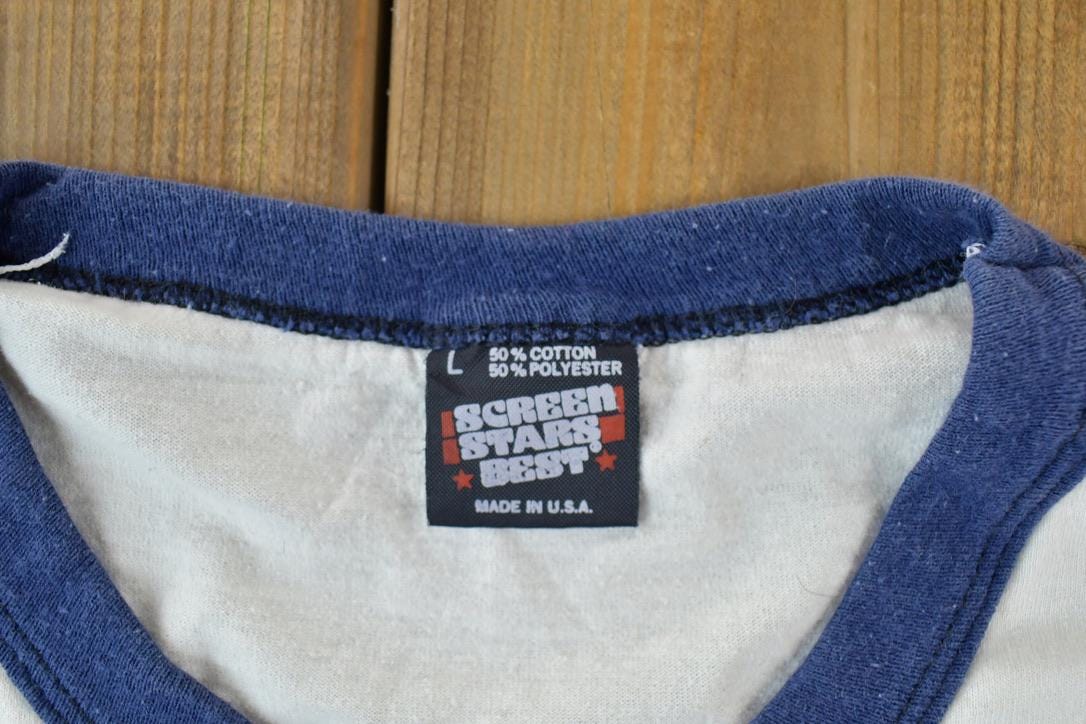 L 50% COTTON
50% POLYESTER
SCREEN
STARS
BEST®
MADE IN U.S.A.